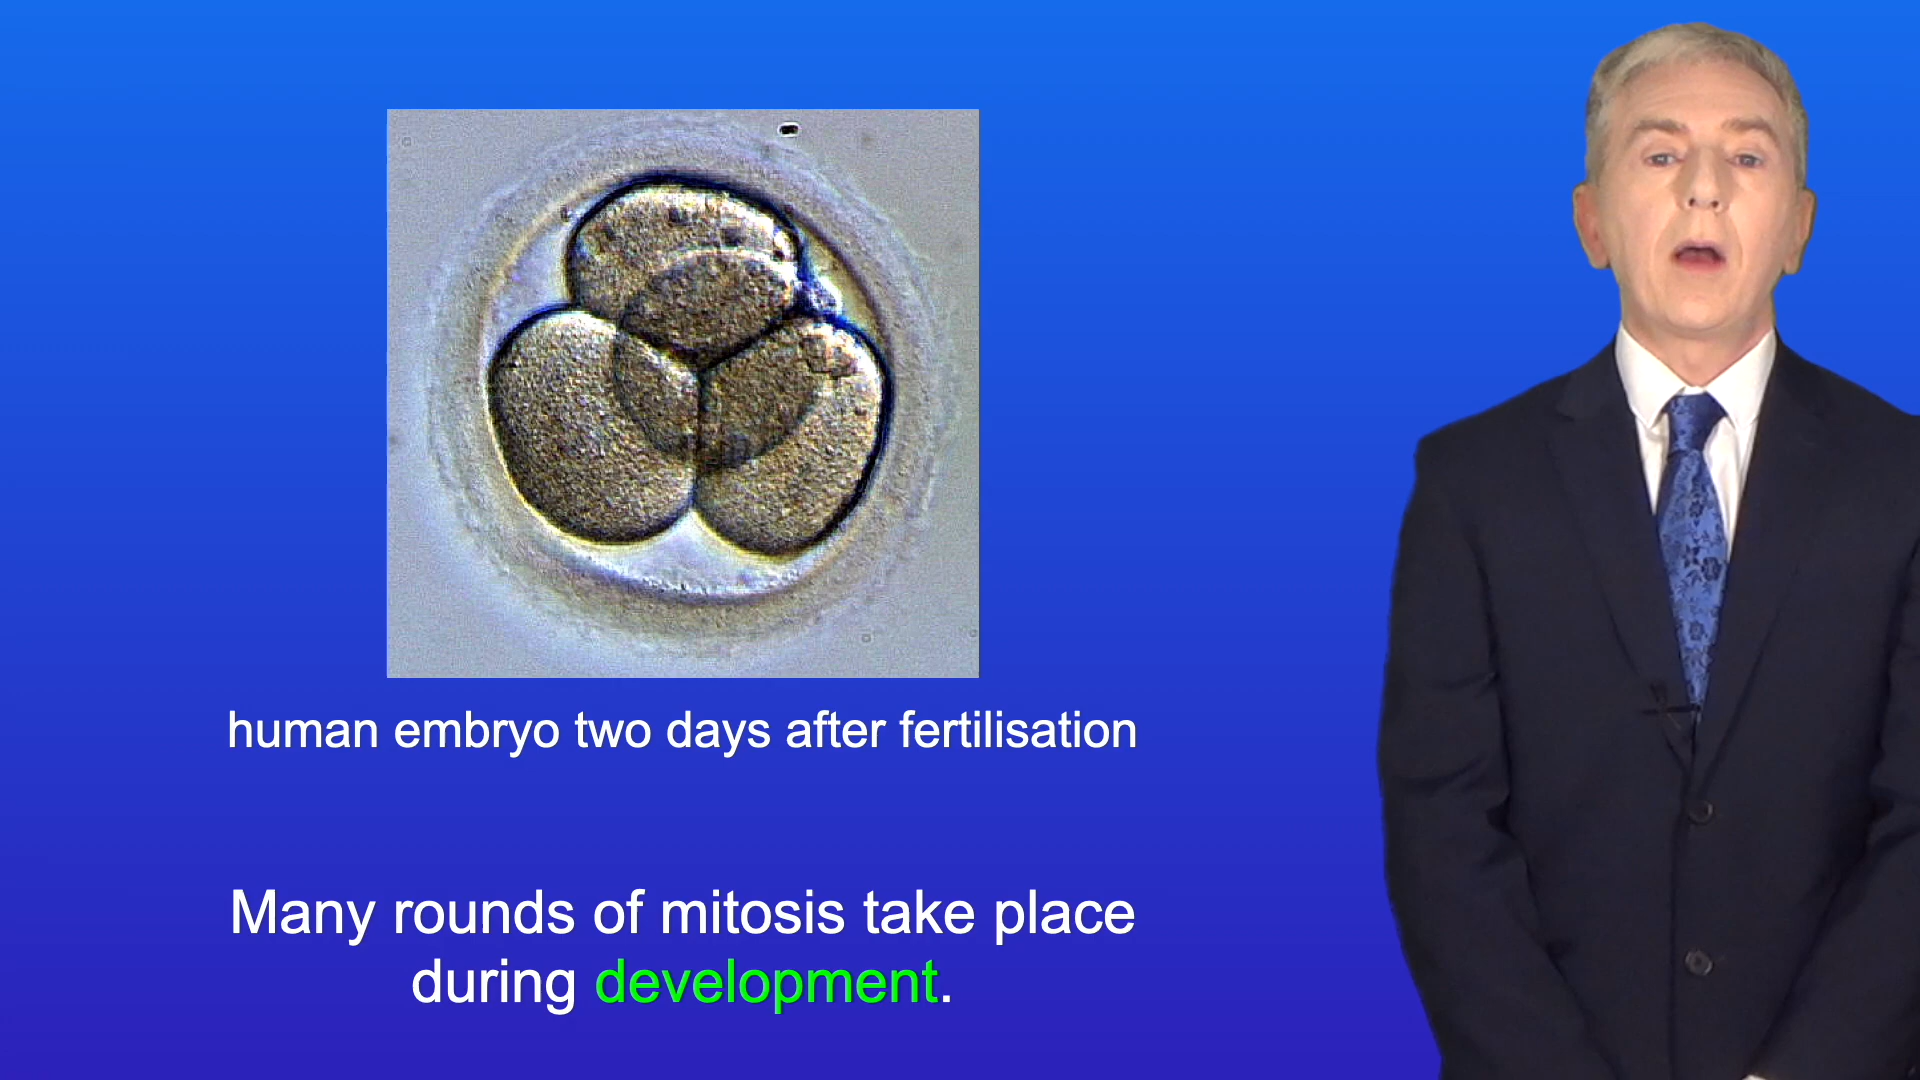 human embryo two days after fertilisation
Many rounds of mitosis take place
during development.